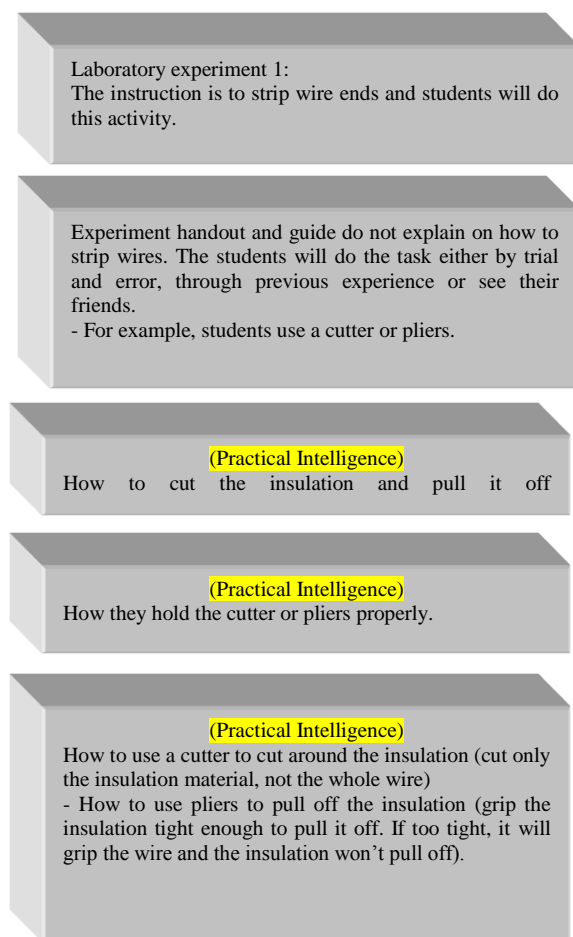 Laboratory experiment 1:
The instruction is to strip wire ends and students will do
this activity.
Experiment handout and guide do not explain on how to
strip wires. The students will do the task either by trial
and error, through previous experience or see their
friends.
- For example, students use a cutter or pliers.
(Practical Intelligence)
How to cut the insulation and pull it off
(Practical Intelligence)
How they hold the cutter or pliers properly.
(Practical Intelligence)
How to use a cutter to cut around the insulation (cut only
the insulation material, not the whole wire)
- How to use pliers to pull off the insulation (grip the
insulation tight enough to pull it off. If too tight, it will
grip the wire and the insulation won’t pull off).